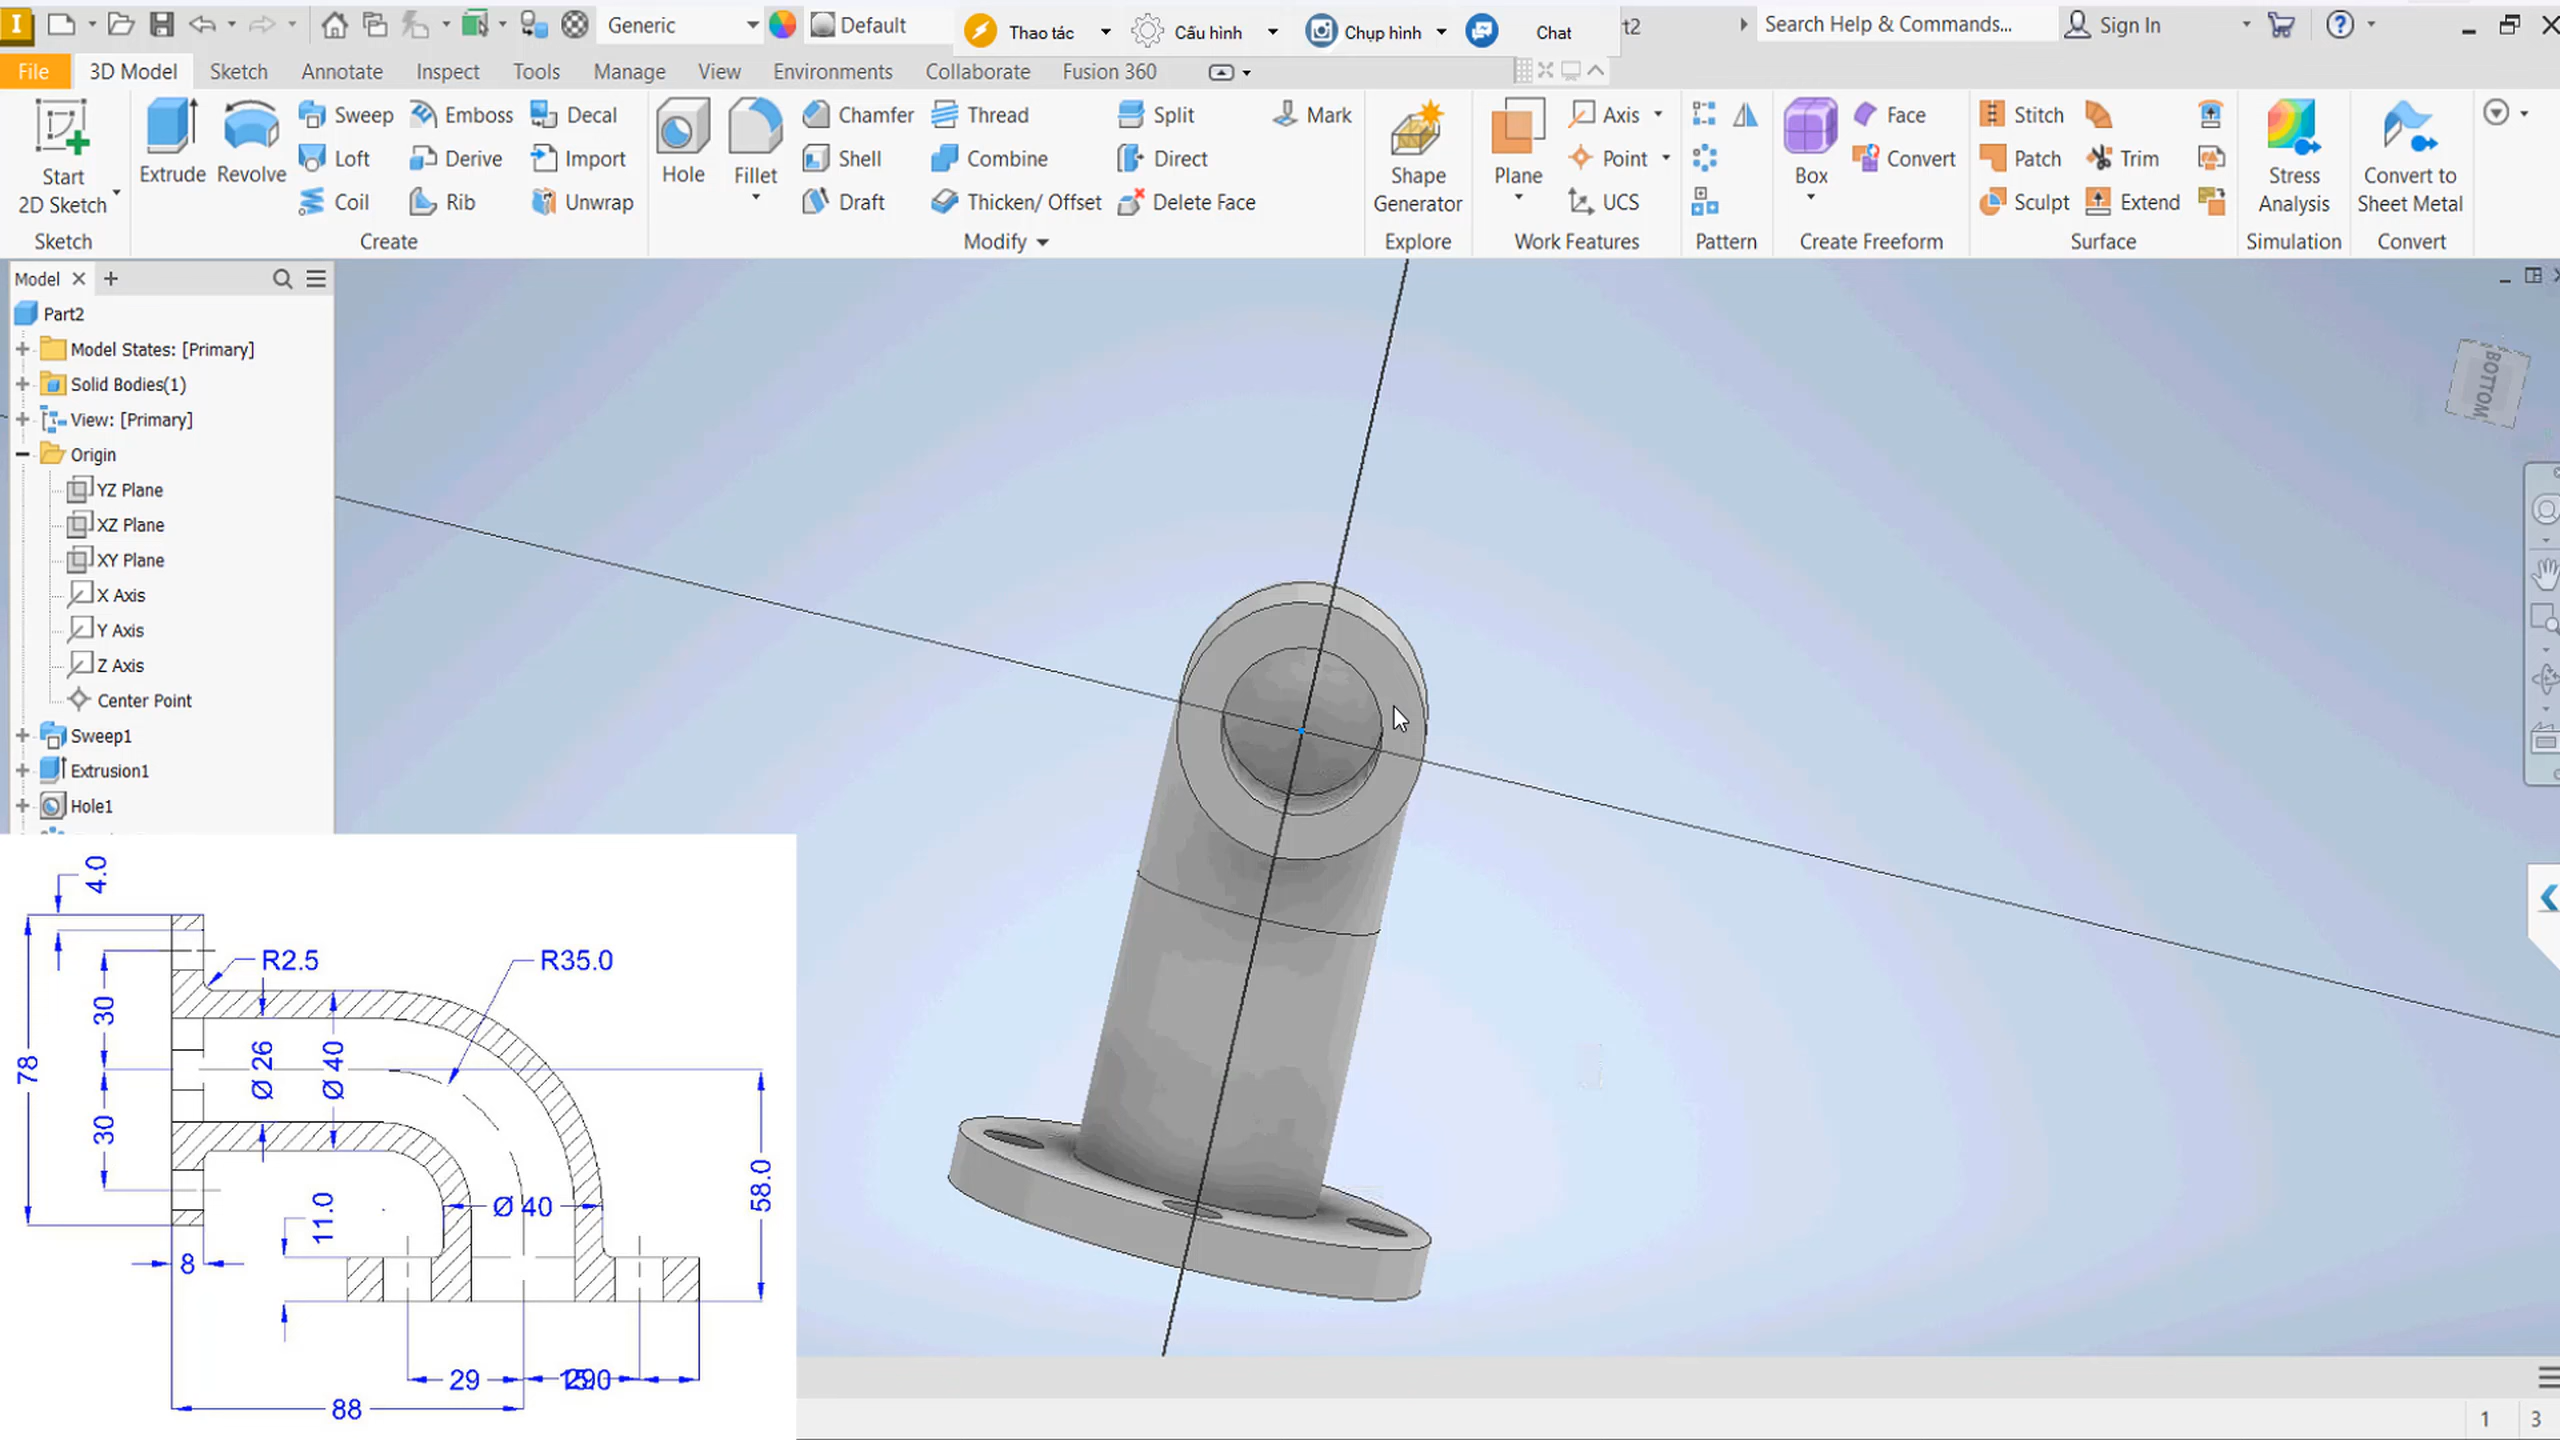 Generic
Default
Thao tác
Cấu hình
Chụp hình
Chat
t2
Search Help & Commands...
Sign In
File
3D Model
Sketch
Annotate
Inspect
Tools
Manage
View
Environments
Collaborate
Fusion 360
Start
2D Sketch
Sketch
Extrude
Revolve
Sweep
Loft
Coil
Emboss
Derive
Rib
Decal
Import
Unwrap
Create
Hole
Fillet
Chamfer
Shell
Draft
Thread
Combine
Thicken/ Offset
Split
Direct
Delete Face
Mark
Modify
Shape
Generator
Explore
Plane
Axis
Point
UCS
Work Features
Pattern
Box
Face
Convert
Create Freeform
Stitch
Patch
Sculpt
Trim
Extend
Surface
Stress
Analysis
Simulation
Convert to
Sheet Metal
Convert
Model
Part2
Model States: [Primary]
Solid Bodies(1)
View: [Primary]
Origin
YZ Plane
XZ Plane
XY Plane
X Axis
Y Axis
Z Axis
Center Point
Sweep1
Extrusion1
Hole1
BOTTOM
4.0
R2.5
R35.0
30
78
Ø 26
Ø 40
30
58.0
11.0
Ø 40
8
29
88
1
3